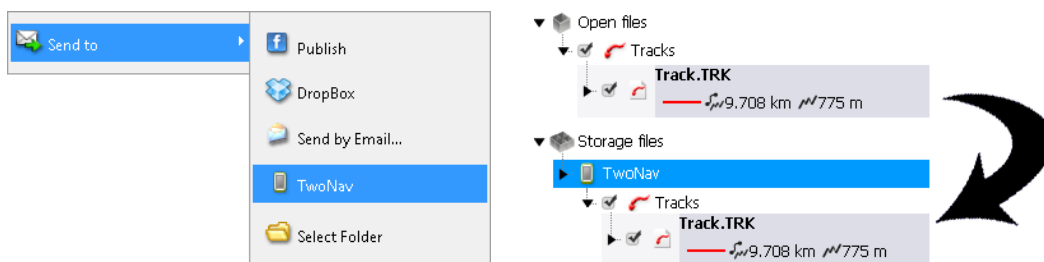 Send to
Publish
DropBox
Send by Email...
TwoNav
Select Folder
Open files
Tracks
Track.TRK
9.708 km 775 m
Storage files
TwoNav
Tracks
Track.TRK
9.708 km 775 m